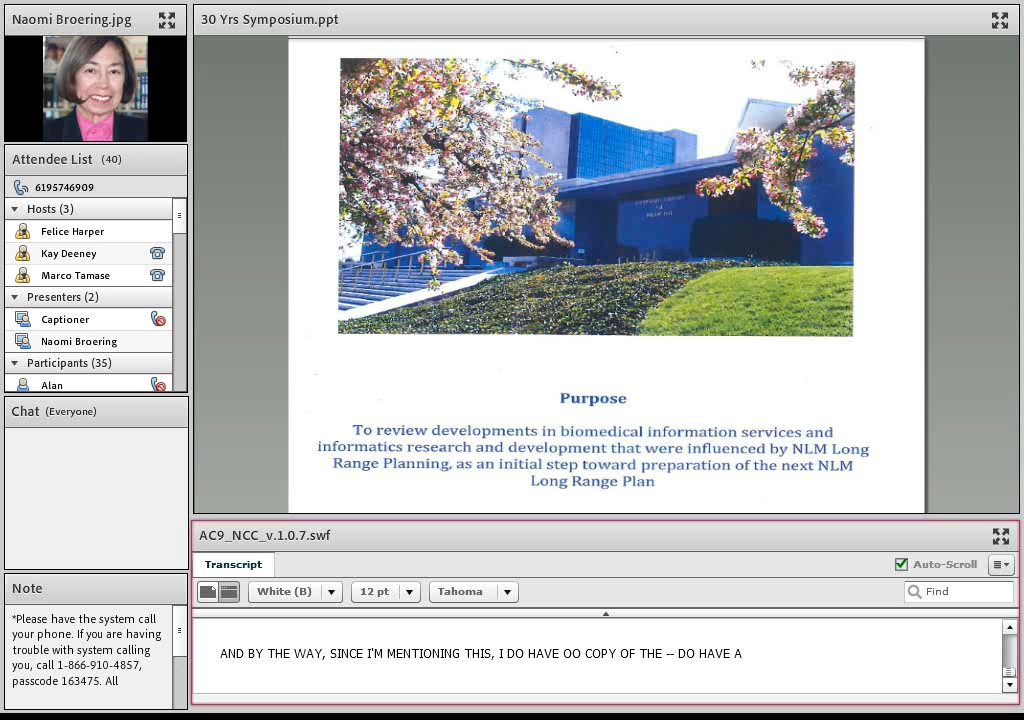 Naomi Broering.jpg
Attendee List (40)
6195746909
Hosts (3)
Felice Harper
Kay Deeney
Marco Tamase
Presenters (2)
Captioner
Naomi Broering
Participants (35)
Alan
Chat (Everyone)
Note
*Please have the system call
your phone. If you are having
trouble with system calling
you, call 1-866-910-4857,
passcode 163475. All
30 Yrs Symposium.ppt
Purpose
To review developments in biomedical information services and
informatics research and development that were influenced by NLM Long
Range Planning, as an initial step toward preparation of the next NLM
Long Range Plan
AC9_NCC_v.1.0.7.swf
Transcript
Auto-Scroll
White (B)
12 pt
Tahoma
Find
AND BY THE WAY, SINCE I'M MENTIONING THIS, I DO HAVE OO COPY OF THE -- DO HAVE A